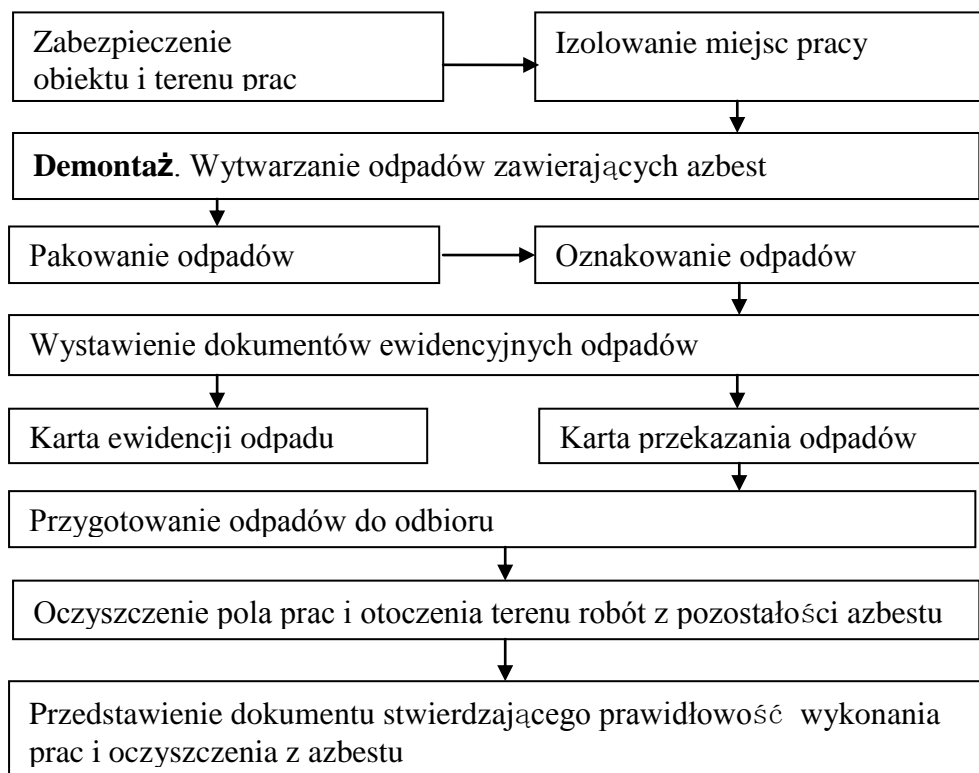 Zabezpieczenie
obiektu i terenu prac
Izolowanie miejsc pracy
Demontaż. Wytwarzanie odpadów zawierających azbest
Pakowanie odpadów
Oznakowanie odpadów
Wystawienie dokumentów ewidencyjnych odpadów
Karta ewidencji odpadu
Karta przekazania odpadów
Przygotowanie odpadów do odbioru
Oczyszczenie pola prac i otoczenia terenu robót z pozostałości azbestu
Przedstawienie dokumentu stwierdzającego prawidłowość wykonania
prac i oczyszczenia z azbestu